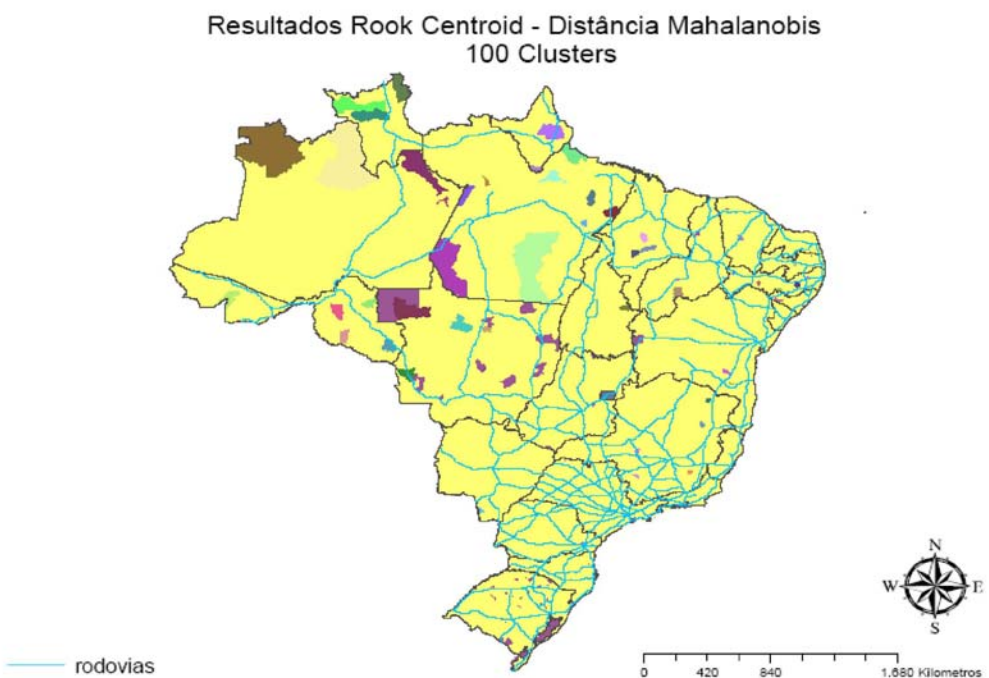 Resultados Rook Centroid - Distância Mahalanobis
100 Clusters
N
W
E
S
rodovias
0 420 840 1.680 Kilometros